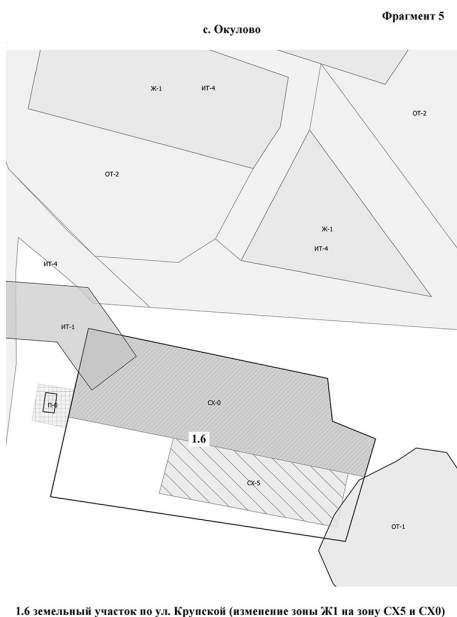 Фрагмент 5
с. Окулово
Ж-1
ИТ-4
ОТ-2
ОТ-2
Ж-1
ИТ-4
ИТ-4
ИТ-1
П-0
СХ-0
1.6
СХ-5
ОТ-1
1.6 земельный участок по ул. Крупской (изменение зоны Ж1 на зону СХ5 и СХ0)